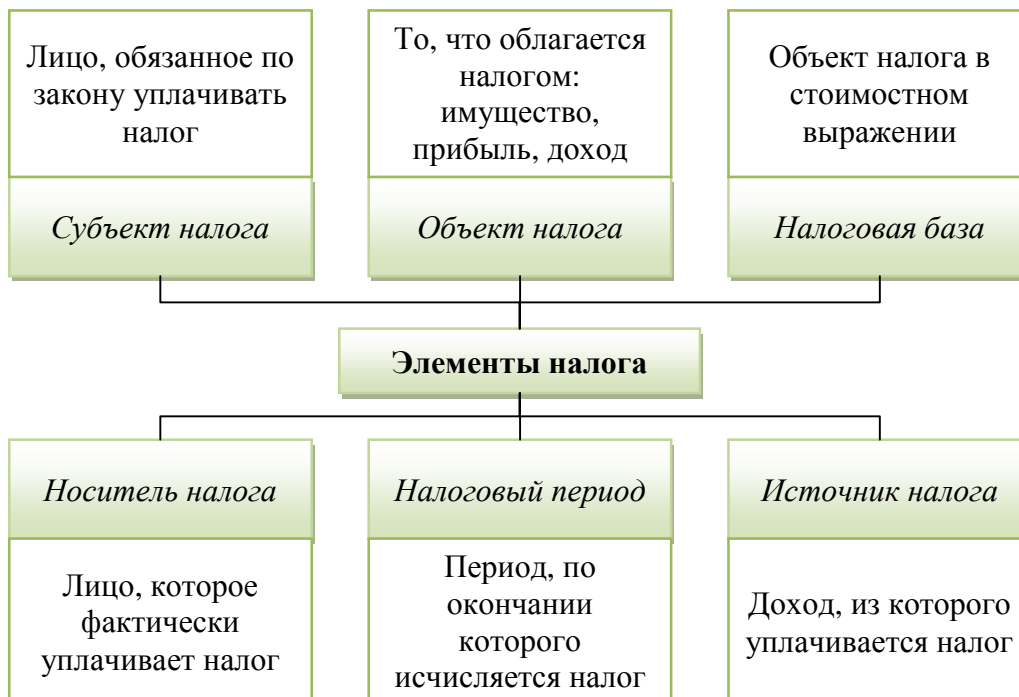 Лицо, обязанное по
закону уплачивать
налог
Субъект налога
То, что облагается
налогом:
имущество,
прибыль, доход
Объект налога
Объект налога в
стоимостном
выражении
Налоговая база
Элементы налога
Носитель налога
Лицо, которое
фактически
уплачивает налог
Налоговый период
Период, по
окончании
которого
исчисляется налог
Источник налога
Доход, из которого
уплачивается налог